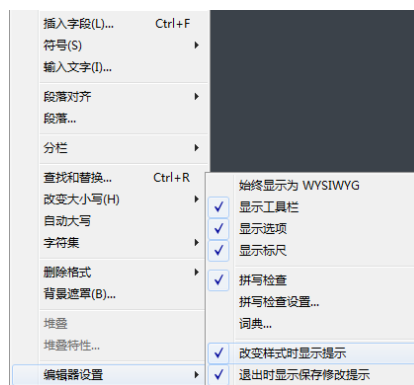 插入字段(L)... Ctrl+F
符号(S)
输入文字(I)...
段落对齐
段落...
分栏
查找和替换... Ctrl+R
改变大小写(H)
自动大写
字符集
删除格式
背景遮罩(B)...
堆叠
堆叠特性...
编辑器设置
始终显示为 WYSIWYG
显示工具栏
显示选项
显示标尺
拼写检查
拼写检查设置...
词典...
改变样式时显示提示
退出时显示保存修改提示